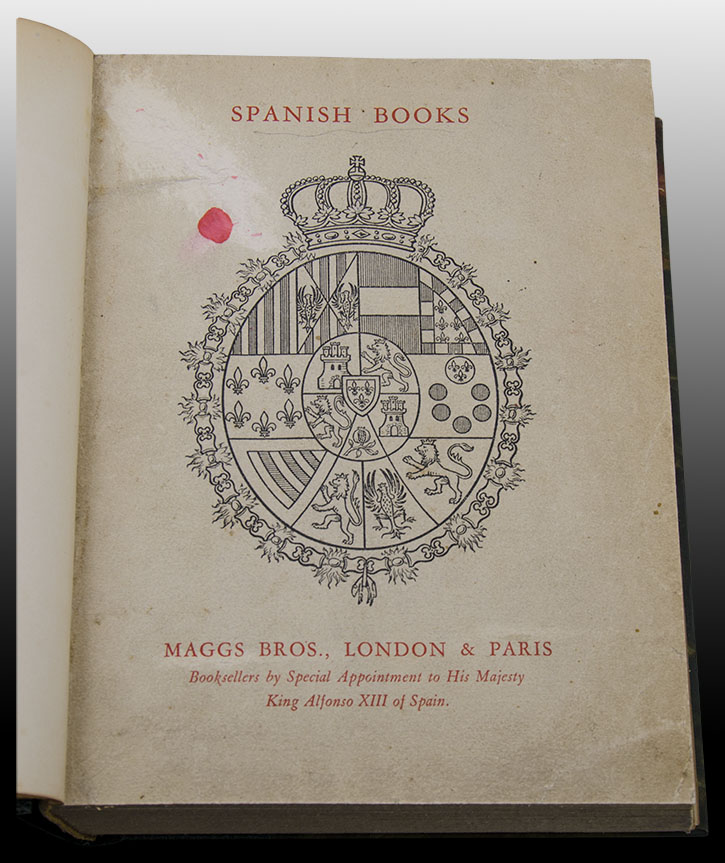 SPANISH BOOKS
MAGGS BROS., LONDON & PARIS
Booksellers by Special Appointment to His Majesty
King Alfonso XIII of Spain.